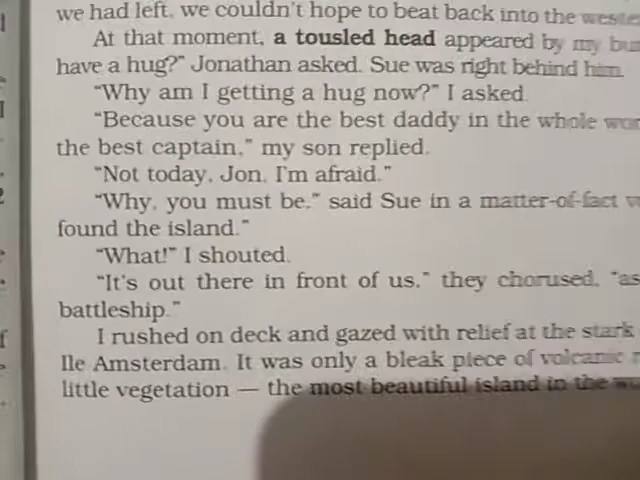 we had left, we couldn't hope to beat back into the
At that moment, a tousled head appeared by my
have a hug?" Jonathan asked. Sue was right behind him.
"Why am I getting a hug now?" I asked.
"Because you are the best daddy in the whole
the best captain," my son replied.
"Not today, Jon, I'm afraid."
"Why, you must be," said Sue in a matter-of-fact
found the island."
"What!" I shouted.
"It's out there in front of us," they chorused, "as
battleship."
I rushed on deck and gazed with relief at the stark
Ile Amsterdam. It was only a bleak piece of volcanic
little vegetation — the most beautiful island in the